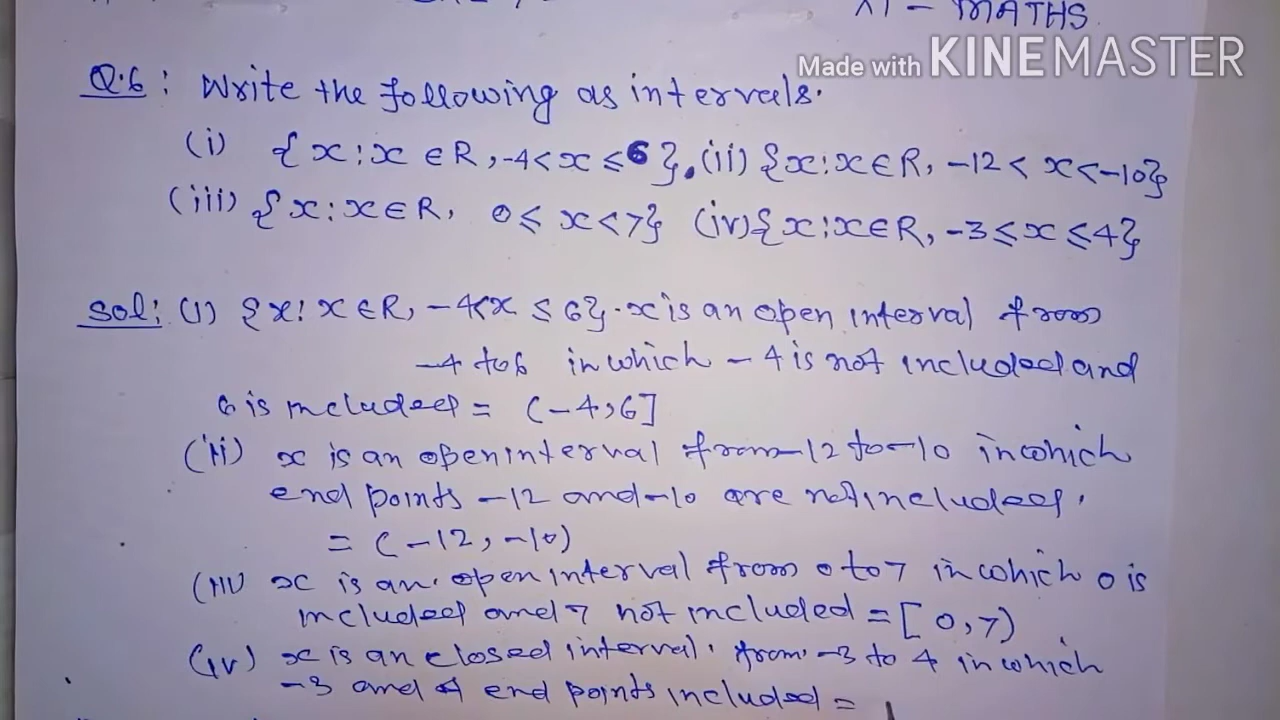 XI - MATHS
Made with KINEMASTER
Q.6 : Write the following as intervals.
(i) {x : x ∈ R, -4 < x ≤ 6}. (ii) {x : x ∈ R, -12 < x < -10}
(iii) {x : x ∈ R, 0 ≤ x < 7} (iv) {x : x ∈ R, -3 ≤ x ≤ 4}
Sol: (i) {x : x ∈ R, -4 < x ≤ 6}. x is an open interval from
-4 to 6 in which -4 is not included and
6 is included = (-4, 6]
(ii) x is an open interval from -12 to -10 in which
end points -12 and -10 are not included.
= (-12, -10)
(iii) x is an open interval from 0 to 7 in which 0 is
included and 7 not included = [0, 7)
(iv) x is an closed interval. from -3 to 4 in which
-3 and 4 end points included =